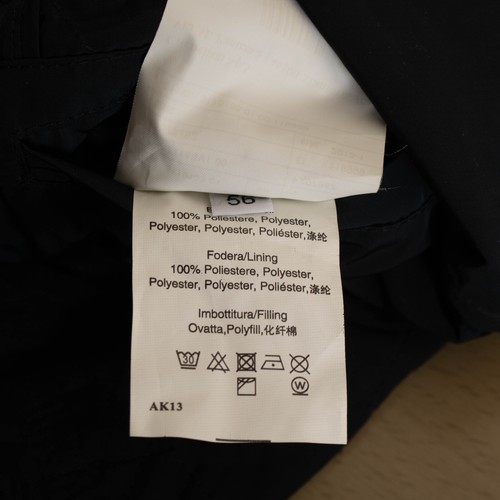 56
100% Poliestere, Polyester,
Polyester, Polyester, Poliéster,涤纶
Fodera/Lining
100% Poliestere, Polyester,
Polyester, Polyester, Poliéster,涤纶
Imbottitura/Filling
Ovatta,Polyfill,化纤棉
30
W
AK13